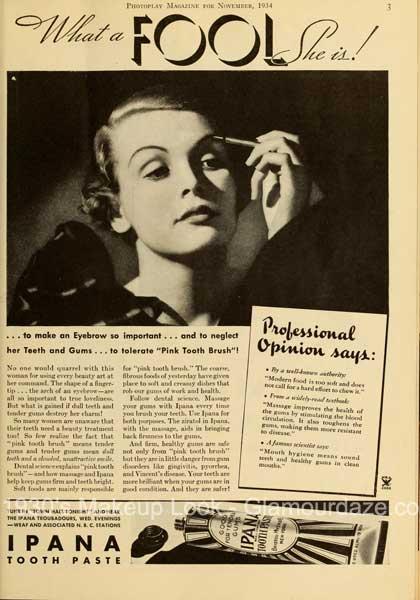 PHOTOPLAY MAGAZINE FOR NOVEMBER, 1934
3
What a FOOL She is!
. . . to make an Eyebrow so important . . . and to neglect
her Teeth and Gums . . . to tolerate "Pink Tooth Brush"!
No one would quarrel with this
woman for using every beauty art at
her command. The shape of a finger-
tip . . . the arch of an eyebrow—are
all so important to true loveliness.
But what is gained if dull teeth and
tender gums destroy her charm!
So many women are unaware that
their teeth need a beauty treatment
too! So few realize the fact that
"pink tooth brush" means tender
gums and tender gums mean dull
teeth and a clouded, unattractive smile.
Dental science explains "pink tooth
brush"—and how massage and Ipana
help keep gums firm and teeth bright.
Soft foods are mainly responsible
for "pink tooth brush." The coarse,
fibrous foods of yesterday have given
place to soft and creamy dishes that
rob our gums of work and health.
Follow dental science. Massage
your gums with Ipana every time
you brush your teeth. Use Ipana for
both purposes. The ziratol in Ipana,
with the massage, aids in bringing
back firmness to the gums.
And firm, healthy gums are safe
not only from "pink tooth brush"
but they are in little danger from gum
disorders like gingivitis, pyorrhea,
and Vincent's disease. Your teeth are
more brilliant when your gums are in
good condition. And they are safer!
Professional
Opinion says:
• By a well-known authority:
"Modern food is too soft and does
not call for a hard effort to chew it."
• From a widely-read textbook:
"Massage improves the health of
the gums by stimulating the blood
circulation. It also toughens the
gums, making them more resistant
to disease."
• A famous scientist says:
"Mouth hygiene means sound
teeth and healthy gums in clean
mouths."
Makeup Look - Glamourdaze.co
TUNE IN "TOWN HALL TONIGHT" AND HEAR
THE IPANA TROUBADOURS, WED. EVENINGS
—WEAF AND ASSOCIATED N. B. C. STATIONS
IPANA
TOOTH PASTE
IPANA
TOOTH PASTE